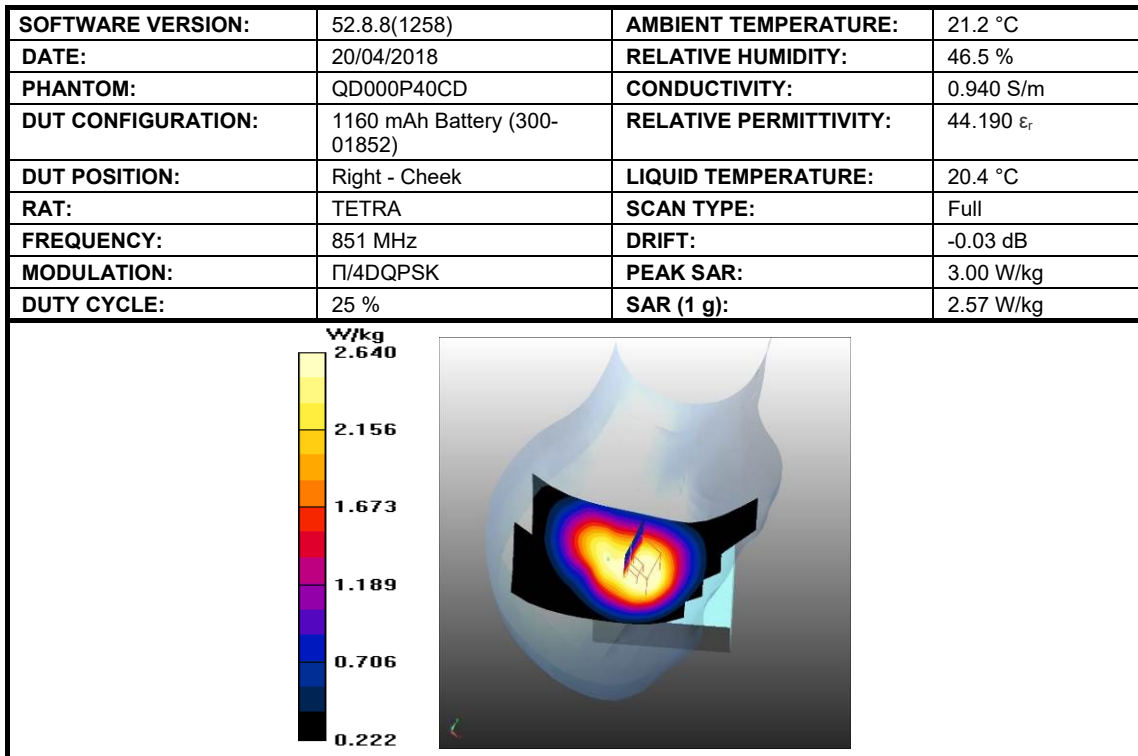 SOFTWARE VERSION: 52.8.8(1258) AMBIENT TEMPERATURE: 21.2 °C
DATE: 20/04/2018 RELATIVE HUMIDITY: 46.5 %
PHANTOM: QD000P40CD CONDUCTIVITY: 0.940 S/m
DUT CONFIGURATION: 1160 mAh Battery (300- RELATIVE PERMITTIVITY: 44.190 εr
01852)
DUT POSITION: Right - Cheek LIQUID TEMPERATURE: 20.4 °C
RAT: TETRA SCAN TYPE: Full
FREQUENCY: 851 MHz DRIFT: -0.03 dB
MODULATION: Π/4DQPSK PEAK SAR: 3.00 W/kg
DUTY CYCLE: 25 % SAR (1 g): 2.57 W/kg
W/kg
2.640
2.156
1.673
1.189
0.706
0.222